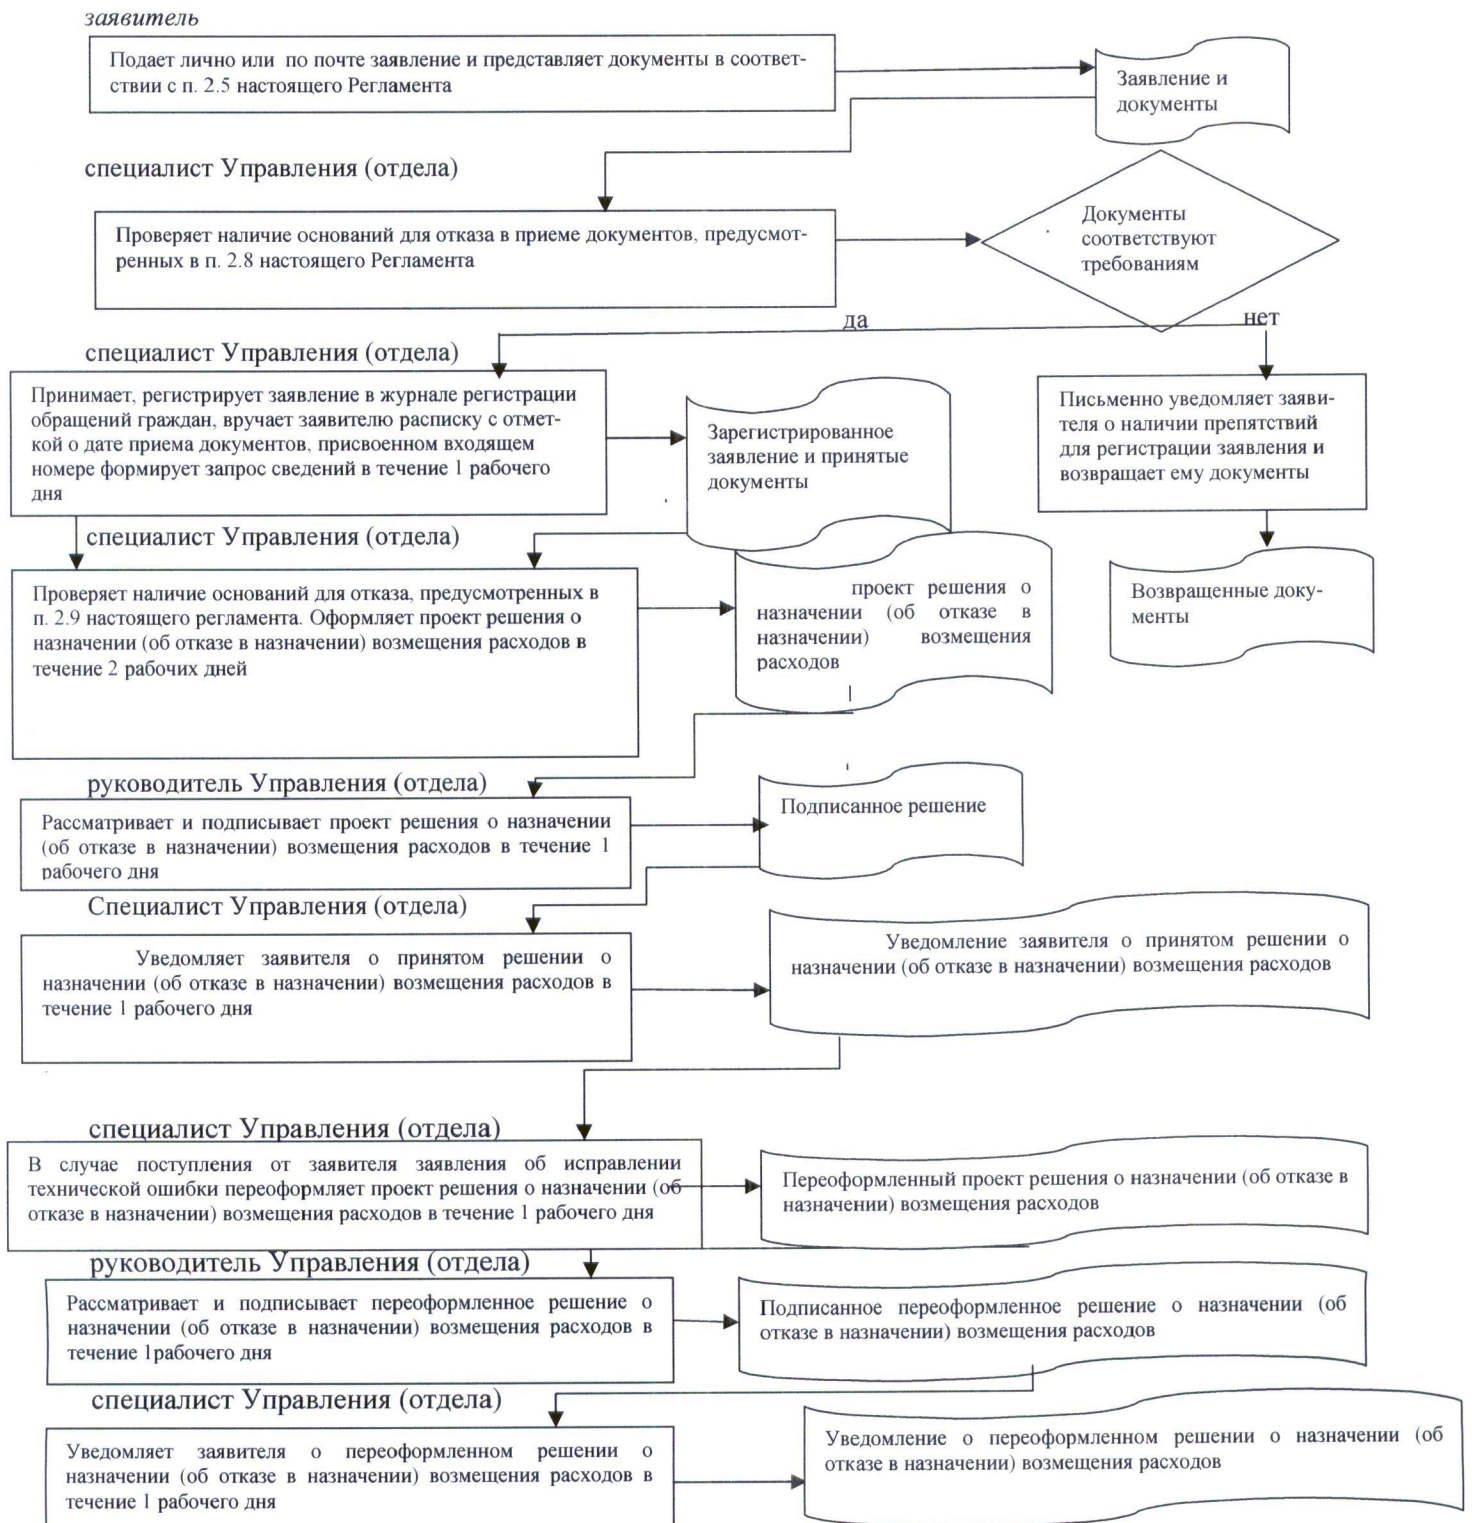 заявитель
Подает лично или по почте заявление и представляет документы в соответ-
ствии с п. 2.5 настоящего Регламента
Заявление и
документы
специалист Управления (отдела)
Проверяет наличие оснований для отказа в приеме документов, предусмот-
ренных в п. 2.8 настоящего Регламента
Документы
соответствуют
требованиям
да
нет
специалист Управления (отдела)
Принимает, регистрирует заявление в журнале регистрации
обращений граждан, вручает заявителю расписку с отмет-
кой о дате приема документов, присвоенном входящем
номере формирует запрос сведений в течение 1 рабочего
дня
Зарегистрированное
заявление и принятые
документы
Письменно уведомляет заяви-
теля о наличии препятствий
для регистрации заявления и
возвращает ему документы
специалист Управления (отдела)
Проверяет наличие оснований для отказа, предусмотренных в
п. 2.9 настоящего регламента. Оформляет проект решения о
назначении (об отказе в назначении) возмещения расходов в
течение 2 рабочих дней
проект решения о
назначении (об отказе в
назначении) возмещения
расходов
Возвращенные доку-
менты
руководитель Управления (отдела)
Рассматривает и подписывает проект решения о назначении
(об отказе в назначении) возмещения расходов в течение 1
рабочего дня
Подписанное решение
Специалист Управления (отдела)
Уведомляет заявителя о принятом решении о
назначении (об отказе в назначении) возмещения расходов в
течение 1 рабочего дня
Уведомление заявителя о принятом решении о
назначении (об отказе в назначении) возмещения расходов
специалист Управления (отдела)
В случае поступления от заявителя заявления об исправлении
технической ошибки переоформляет проект решения о назначении (об
отказе в назначении) возмещения расходов в течение 1 рабочего дня
Переоформленный проект решения о назначении (об отказе в
назначении) возмещения расходов
руководитель Управления (отдела)
Рассматривает и подписывает переоформленное решение о
назначении (об отказе в назначении) возмещения расходов в
течение 1рабочего дня
Подписанное переоформленное решение о назначении (об
отказе в назначении) возмещения расходов
специалист Управления (отдела)
Уведомляет заявителя о переоформленном решении о
назначении (об отказе в назначении) возмещения расходов в
течение 1 рабочего дня
Уведомление о переоформленном решении о назначении (об
отказе в назначении) возмещения расходов